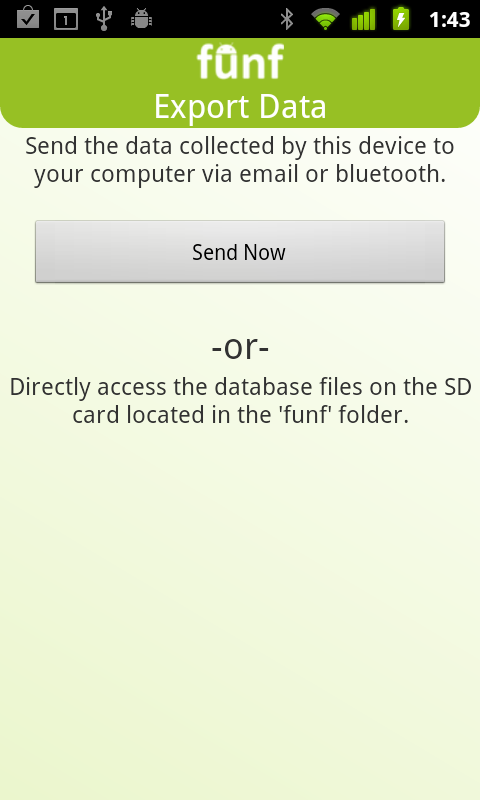 1
1:43
funf
Export Data
Send the data collected by this device to
your computer via email or bluetooth.
Send Now
-or-
Directly access the database files on the SD
card located in the 'funf' folder.